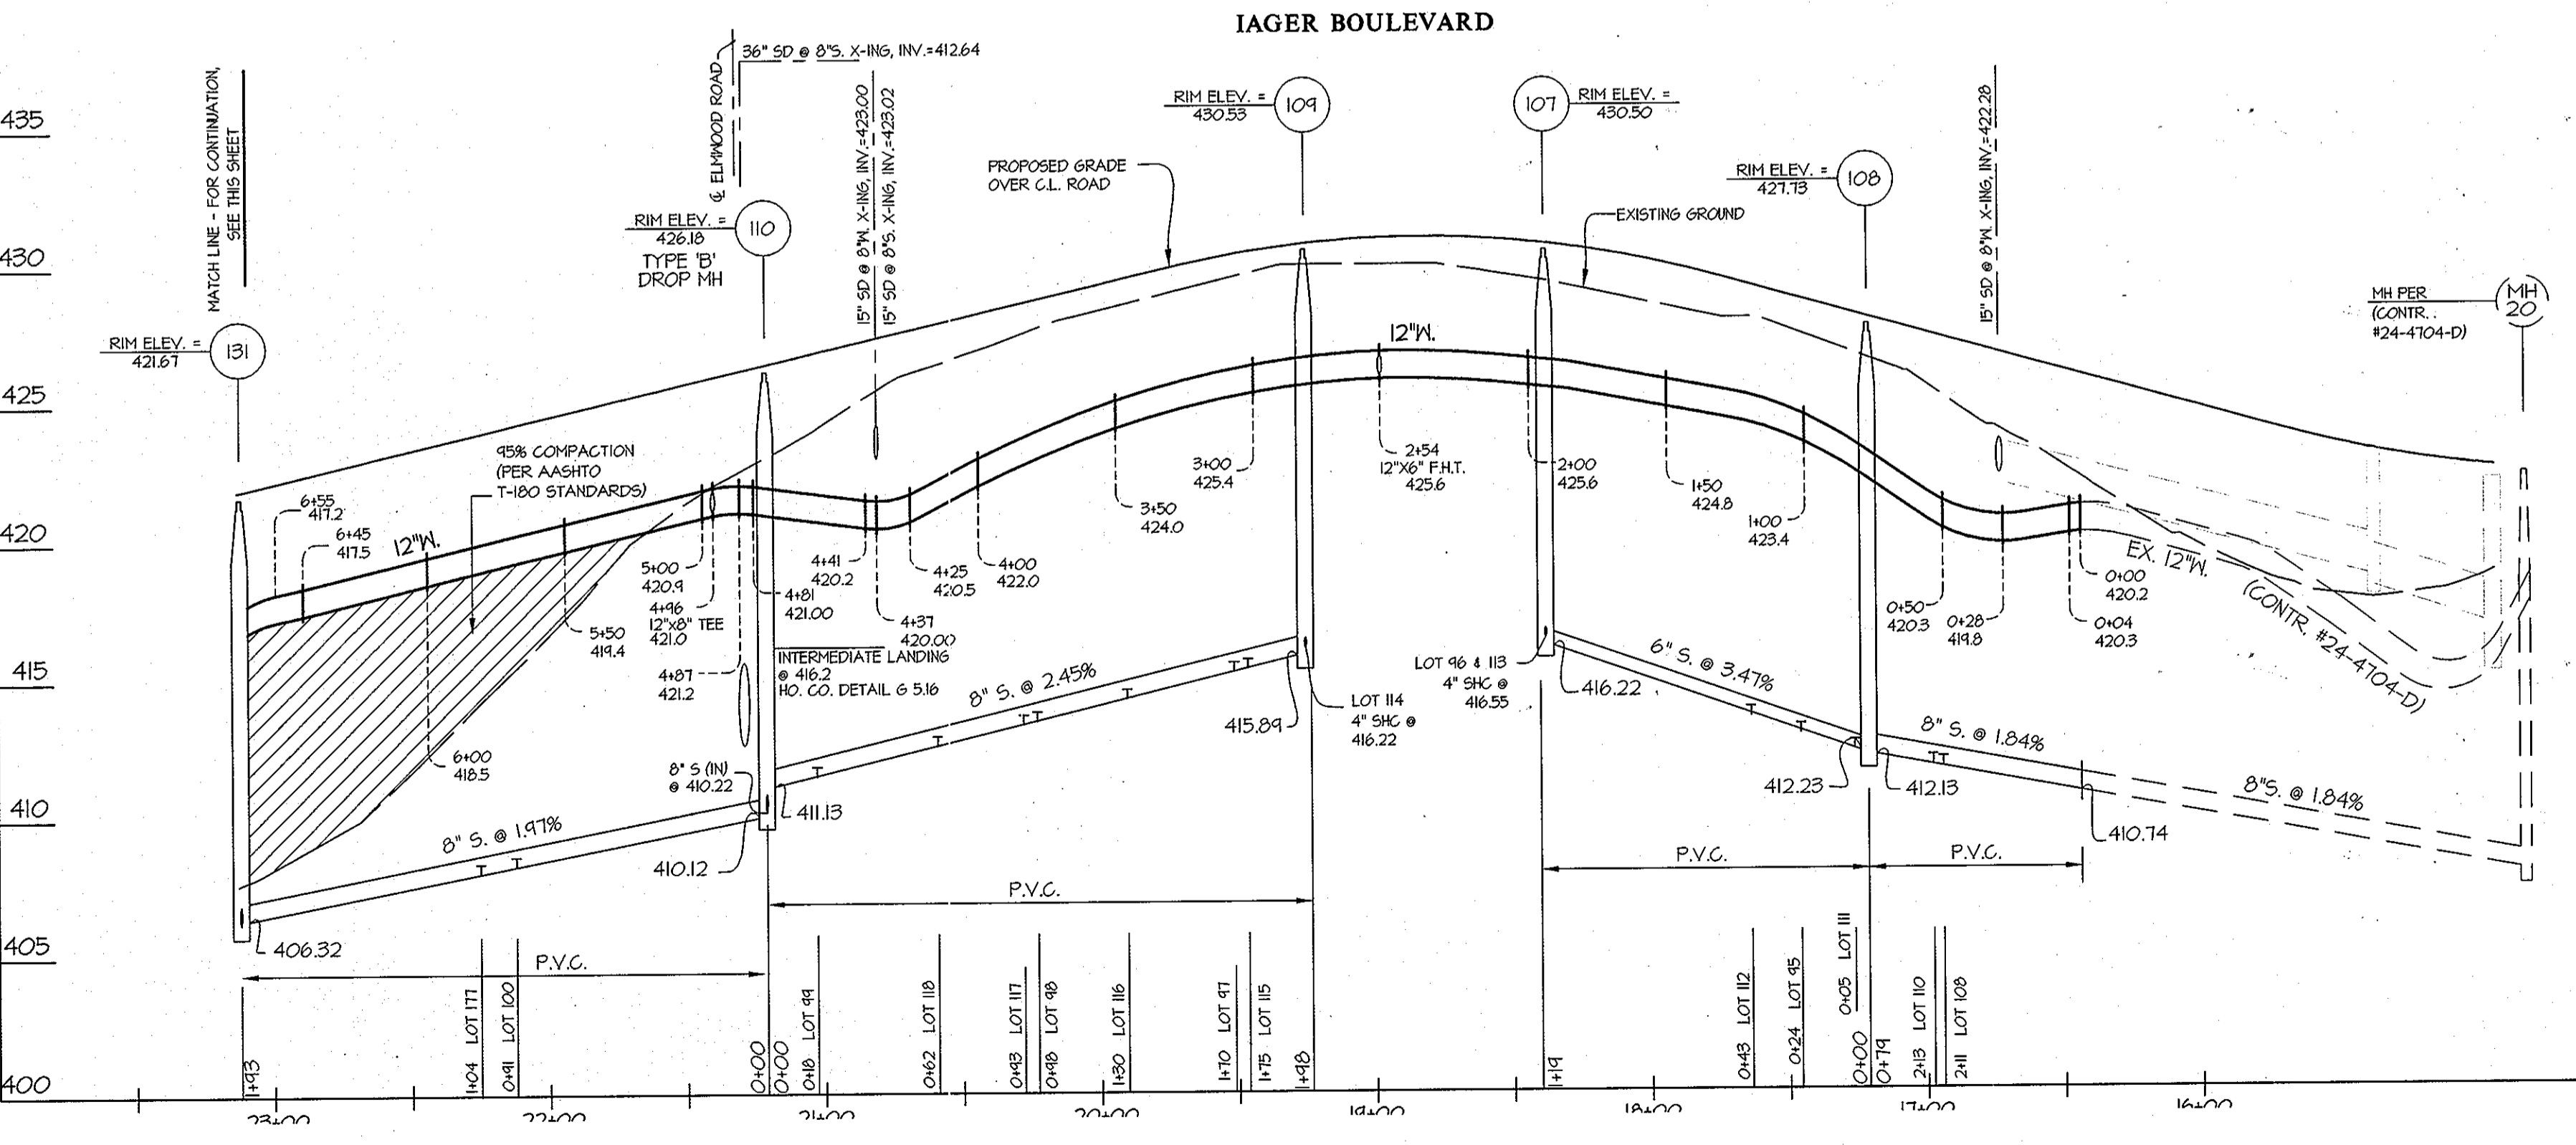 IAGER BOULEVARD
36" SD @ 8"S. X-ING, INV.=412.64
℄ ELMWOOD ROAD
MATCH LINE - FOR CONTINUATION,
SEE THIS SHEET
15" SD @ 8"W. X-ING, INV.=423.00
15" SD @ 8"S. X-ING, INV.=423.02
15" SD @ 8"W. X-ING, INV.=422.28
435
430
425
420
415
410
405
400
RIM ELEV. =
421.67
131
RIM ELEV. =
426.18
110
TYPE 'B'
DROP MH
RIM ELEV. =
430.53
109
107
RIM ELEV. =
430.50
RIM ELEV. =
427.73
108
MH PER
(CONTR.
#24-4704-D)
MH
20
PROPOSED GRADE
OVER C.L. ROAD
EXISTING GROUND
95% COMPACTION
(PER AASHTO
T-180 STANDARDS)
12"W.
12"W.
6+55
417.2
6+45
417.5
6+00
418.5
5+50
419.4
5+00
420.9
4+96
12"x8" TEE
421.0
4+87
421.2
4+81
421.00
4+41
420.2
4+37
420.00
4+25
420.5
4+00
422.0
3+50
424.0
3+00
425.4
2+54
12"X6" F.H.T.
425.6
2+00
425.6
1+50
424.8
1+00
423.4
0+50
420.3
0+28
419.8
0+04
420.3
0+00
420.2
EX. 12"W.
(CONTR. #24-4704-D)
INTERMEDIATE LANDING
@ 416.2
HO. CO. DETAIL G 5.16
8" S (IN)
@ 410.22
8" S. @ 1.97%
8" S. @ 2.45%
6" S. @ 3.47%
8" S. @ 1.84%
8"S. @ 1.84%
406.32
410.12
411.13
415.89
LOT 114
4" SHC @
416.22
LOT 96 & 113
4" SHC @
416.55
416.22
412.23
412.13
410.74
P.V.C.
P.V.C.
P.V.C.
P.V.C.
1+93
1+04 LOT 177
0+91 LOT 100
0+00
0+00
0+18 LOT 99
0+62 LOT 118
0+93 LOT 117
0+98 LOT 98
1+30 LOT 116
1+70 LOT 97
1+75 LOT 115
1+98
1+19
0+43 LOT 112
0+24 LOT 95
0+05 LOT 111
0+00
0+79
2+13 LOT 110
2+11 LOT 108
23+00
22+00
21+00
20+00
19+00
18+00
17+00
16+00